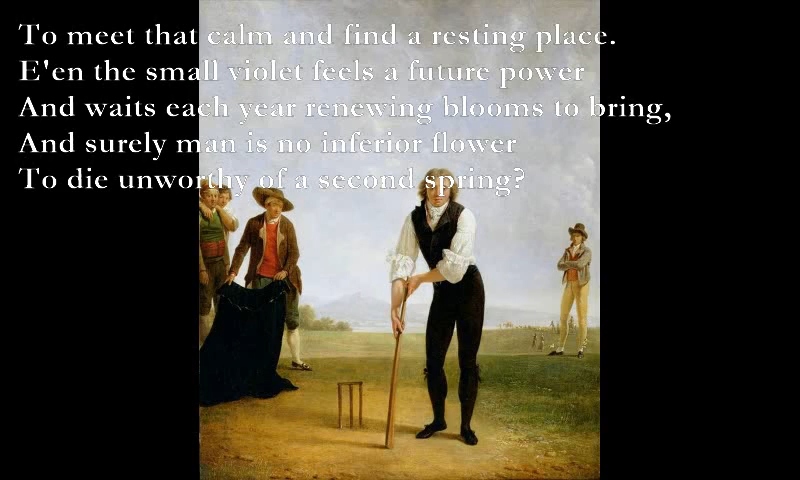 To meet that calm and find a resting place.
E'en the small violet feels a future power
And waits each year renewing blooms to bring,
And surely man is no inferior flower
To die unworthy of a second spring?